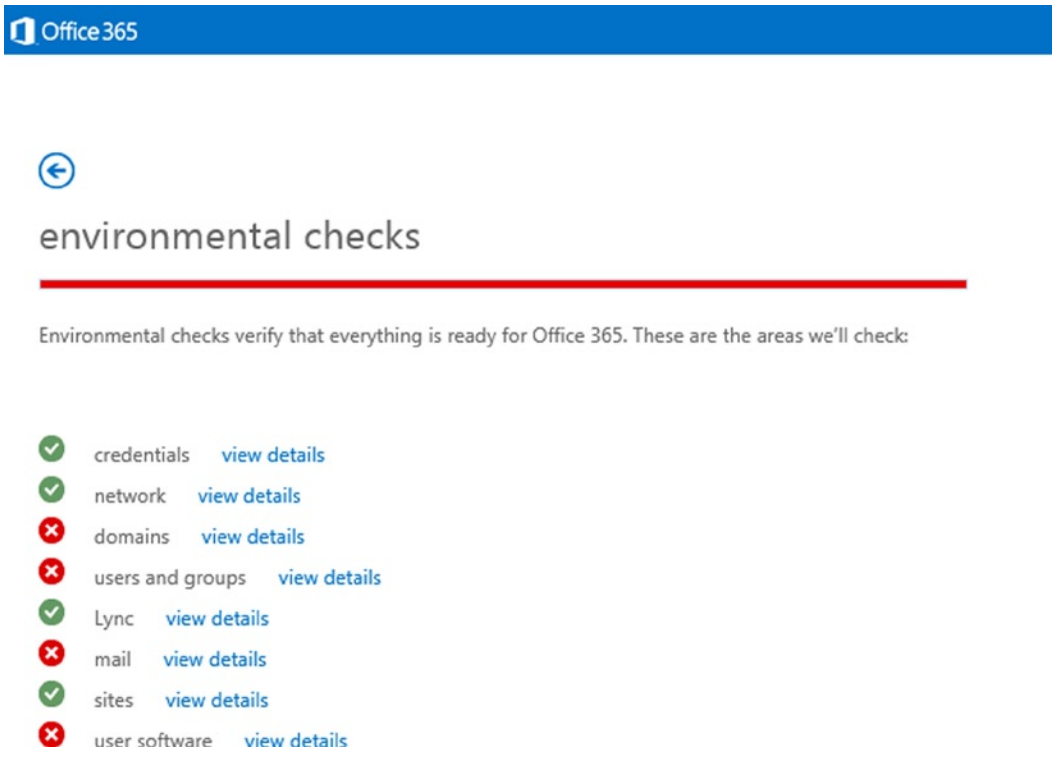 Office 365
environmental checks
Environmental checks verify that everything is ready for Office 365. These are the areas we'll check:
credentials view details
network view details
domains view details
users and groups view details
Lync view details
mail view details
sites view details
user software view details